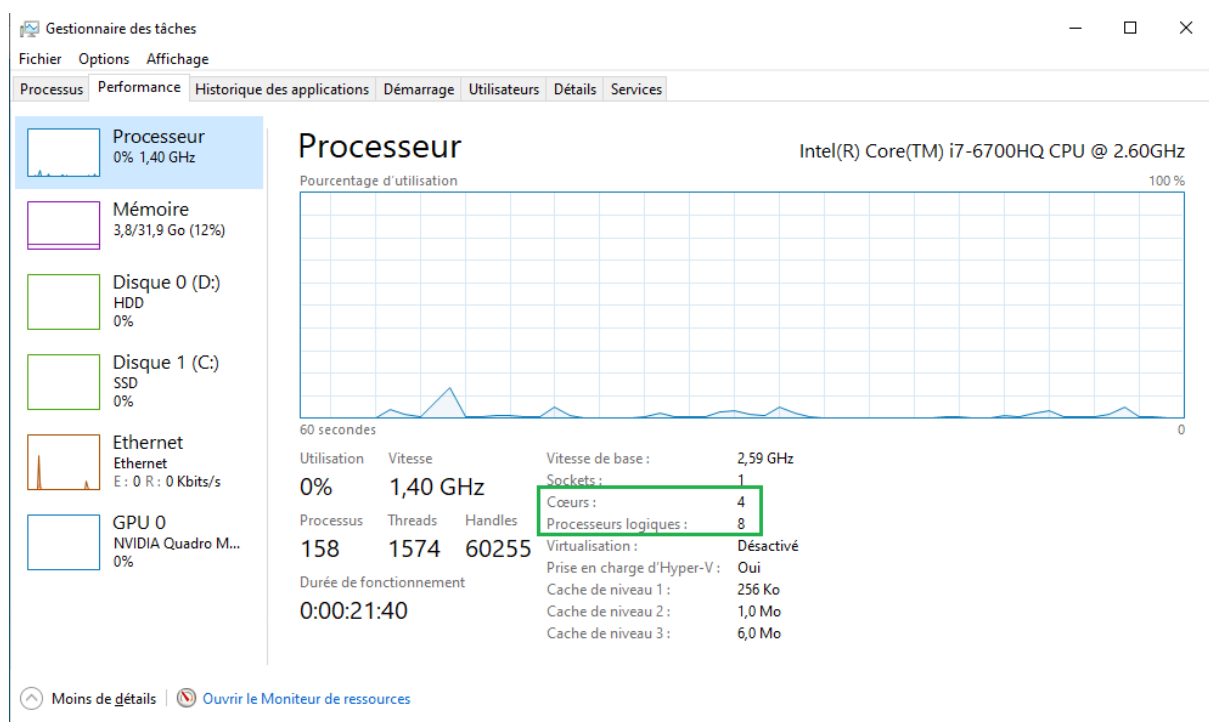 Gestionnaire des tâches
Fichier Options Affichage
Processus Performance Historique des applications Démarrage Utilisateurs Détails Services
Processeur
0% 1,40 GHz
Mémoire
3,8/31,9 Go (12%)
Disque 0 (D:)
HDD
0%
Disque 1 (C:)
SSD
0%
Ethernet
Ethernet
E : 0 R : 0 Kbits/s
GPU 0
NVIDIA Quadro M...
0%
Processeur
Intel(R) Core(TM) i7-6700HQ CPU @ 2.60GHz
Pourcentage d'utilisation 100 %
60 secondes 0
Utilisation Vitesse
0% 1,40 GHz
Processus Threads Handles
158 1574 60255
Durée de fonctionnement
0:00:21:40
Vitesse de base : 2,59 GHz
Sockets : 1
Cœurs : 4
Processeurs logiques : 8
Virtualisation : Désactivé
Prise en charge d'Hyper-V : Oui
Cache de niveau 1 : 256 Ko
Cache de niveau 2 : 1,0 Mo
Cache de niveau 3 : 6,0 Mo
Moins de détails Ouvrir le Moniteur de ressources